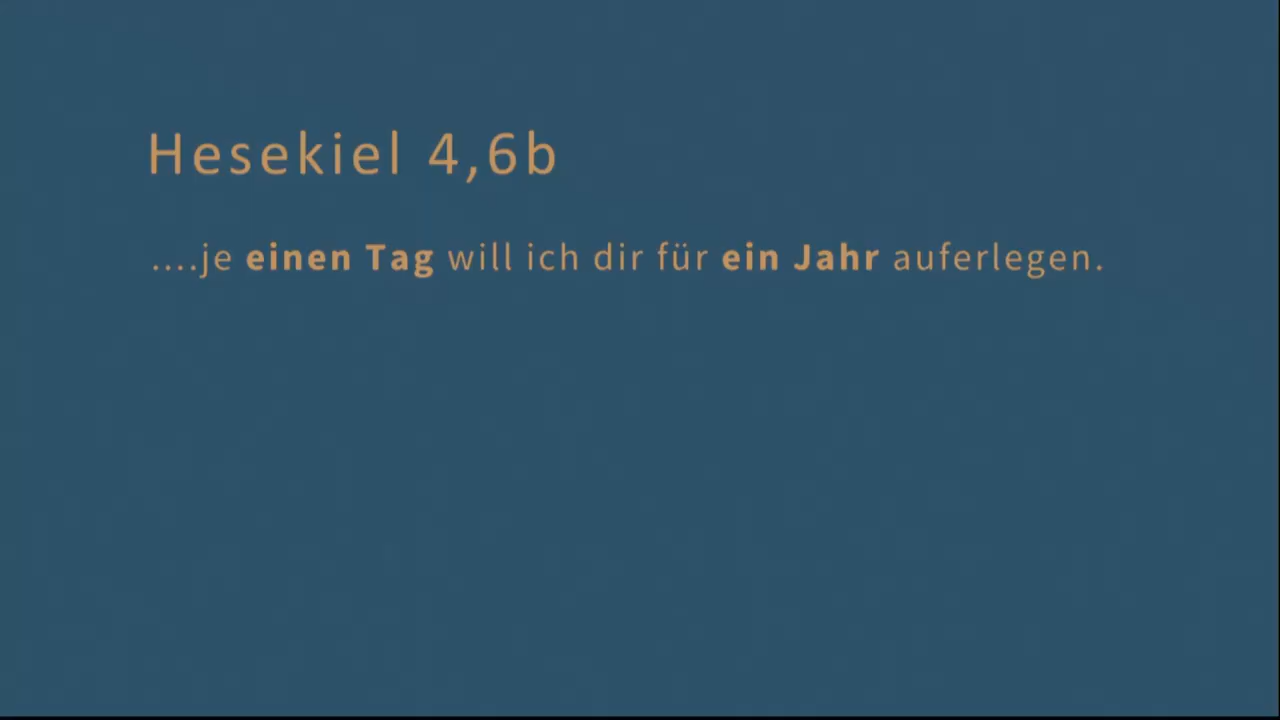 Hesekiel 4,6b
....je einen Tag will ich dir für ein Jahr auferlegen.